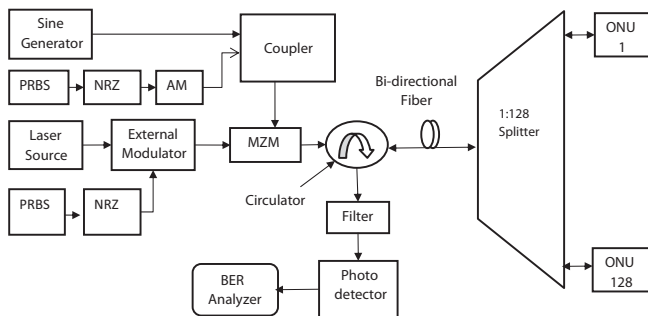 Sine
Generator
Coupler
PRBS
NRZ
AM
Laser
Source
External
Modulator
MZM
PRBS
NRZ
Circulator
Bi-directional
Fiber
1:128
Splitter
ONU
1
ONU
128
Filter
Photo
detector
BER
Analyzer